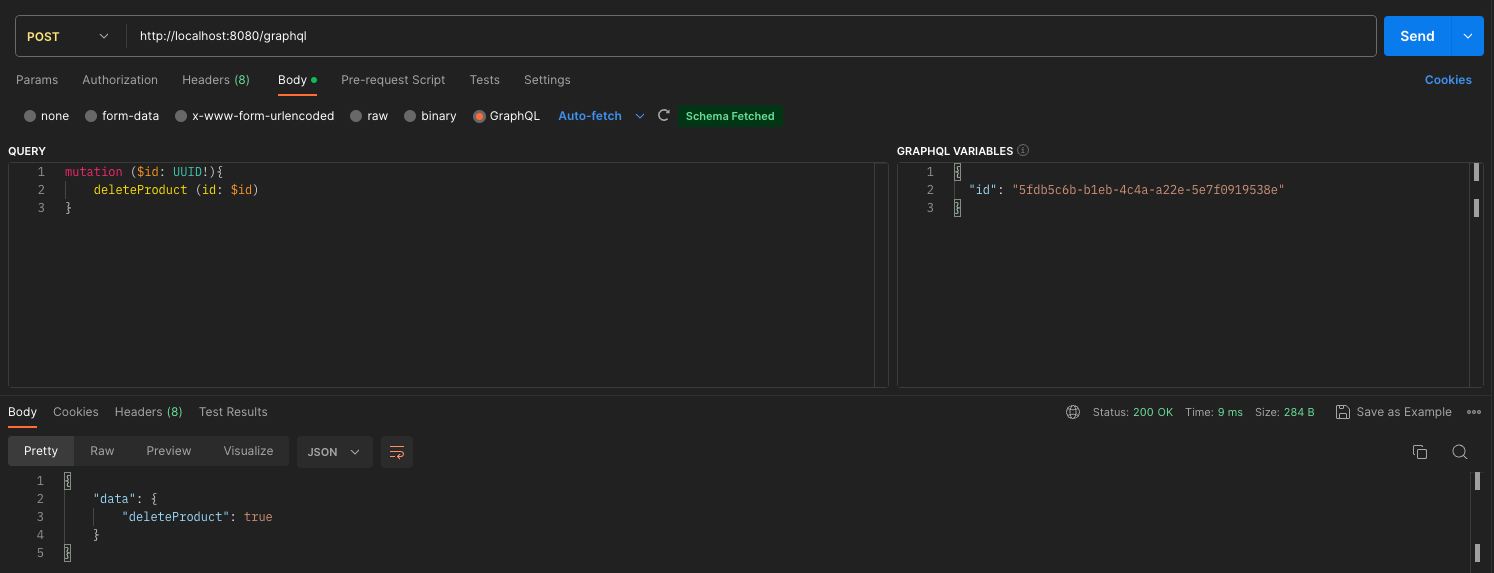 POST http://localhost:8080/graphql Send
Params Authorization Headers (8) Body Pre-request Script Tests Settings Cookies
none form-data x-www-form-urlencoded raw binary GraphQL Auto-fetch Schema Fetched
QUERY
1 mutation ($id: UUID!){
2 deleteProduct (id: $id)
3 }
GRAPHQL VARIABLES
1 {
2 "id": "5fdb5c6b-b1eb-4c4a-a22e-5e7f0919538e"
3 }
Body Cookies Headers (8) Test Results Status: 200 OK Time: 9 ms Size: 284 B Save as Example
Pretty Raw Preview Visualize JSON
1 {
2 "data": {
3 "deleteProduct": true
4 }
5 }